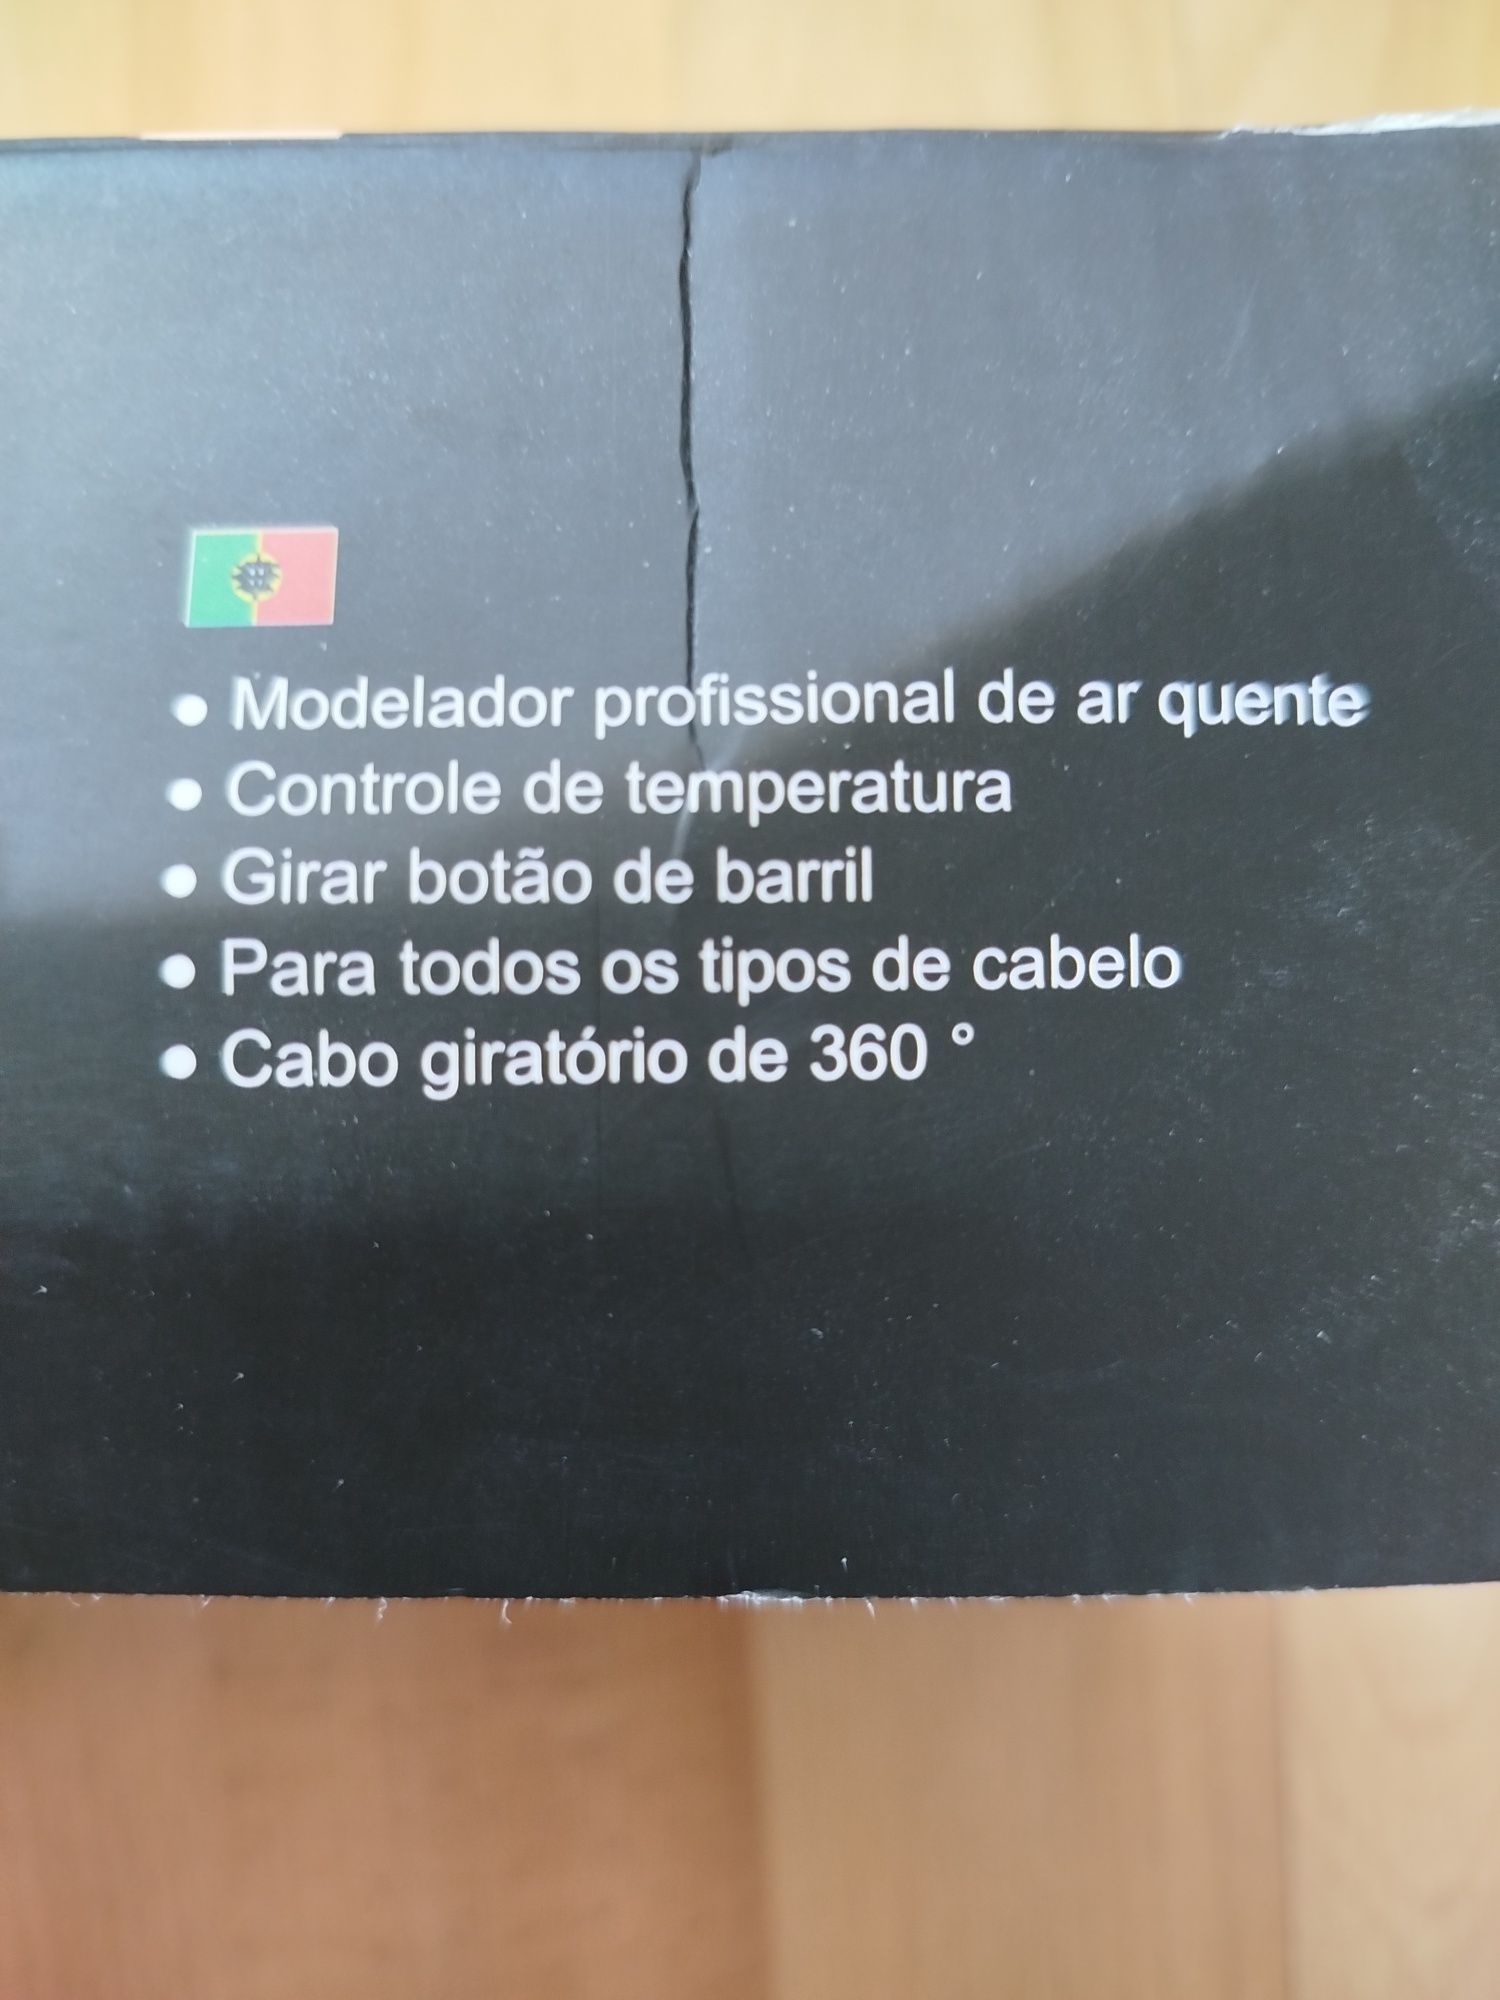 • Modelador profissional de ar quente
• Controle de temperatura
• Girar botão de barril
• Para todos os tipos de cabelo
• Cabo giratório de 360 °